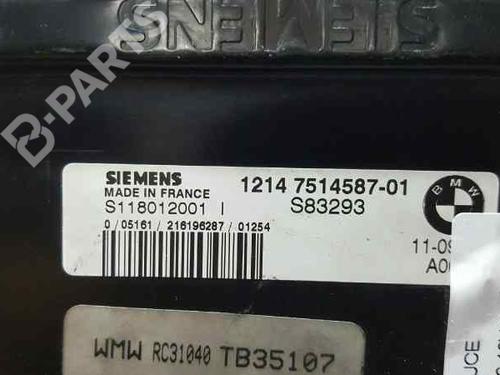 SIEMENS
B-PARTS
SIEMENS
MADE IN FRANCE
S118012001 I
0 / 05161 / 216196287 / 01254
1214 7514587-01
S83293
BMW
11-09
WMW RC31040 TB35107